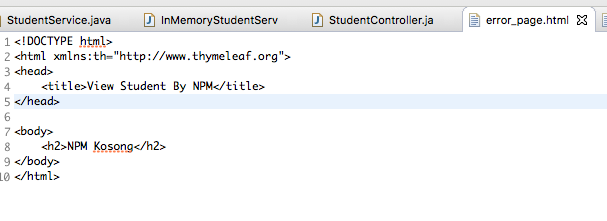 StudentService.java InMemoryStudentServ StudentController.ja error_page.html
1 <!DOCTYPE html>
2 <html xmlns:th="http://www.thymeleaf.org">
3 <head>
4 <title>View Student By NPM</title>
5 </head>
6
7 <body>
8 <h2>NPM Kosong</h2>
9 </body>
10 </html>